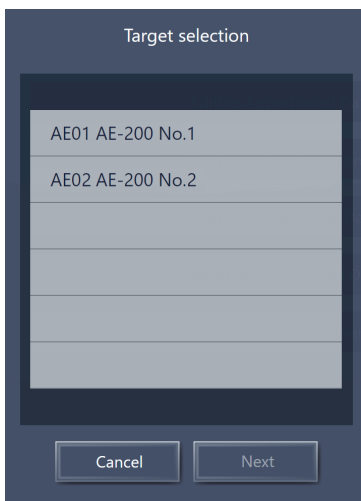 Target selection
AE01 AE-200 No.1
AE02 AE-200 No.2
Cancel
Next